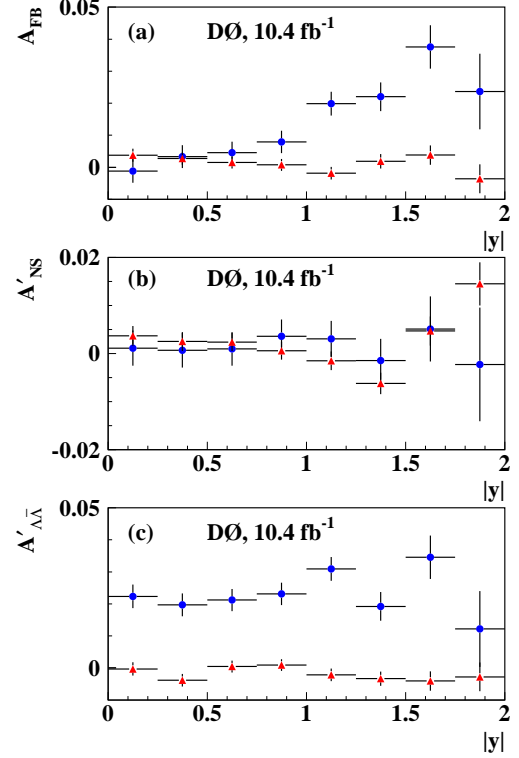 A_FB
0.05
(a) DØ, 10.4 fb⁻¹
0
0 0.5 1 1.5 2
|y|
A′_NS
0.02
(b) DØ, 10.4 fb⁻¹
0
-0.02
0 0.5 1 1.5 2
|y|
A′_ΛΛ̄
0.05
(c) DØ, 10.4 fb⁻¹
0
0 0.5 1 1.5 2
|y|